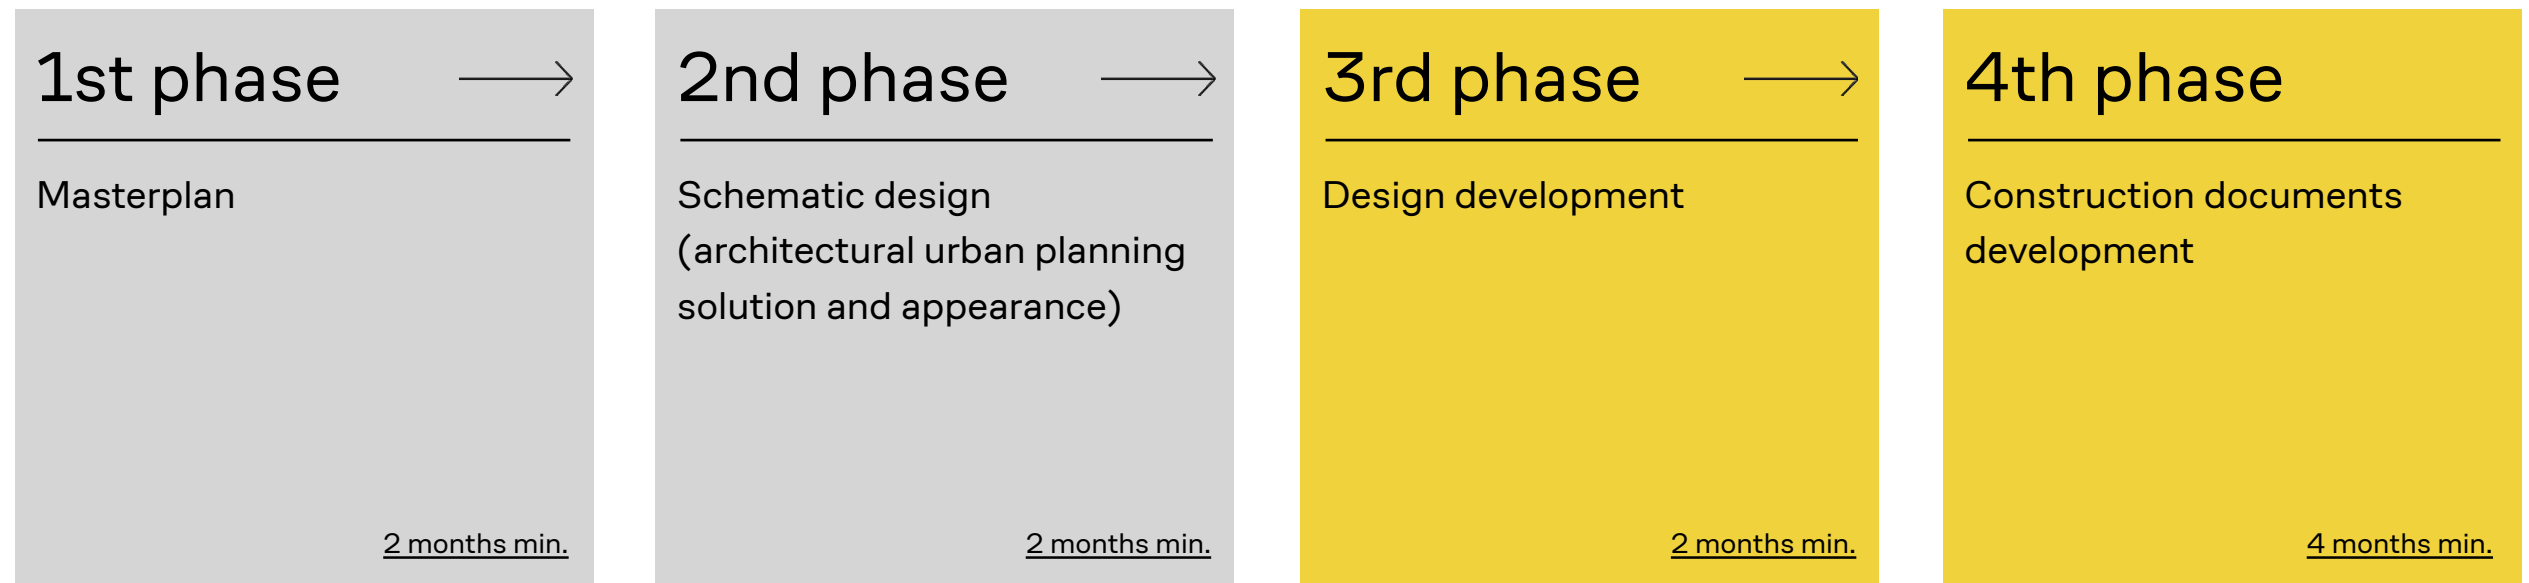 1st phase
Masterplan
2 months min.
2nd phase
Schematic design
(architectural urban planning
solution and appearance)
2 months min.
3rd phase
Design development
2 months min.
4th phase
Construction documents
development
4 months min.